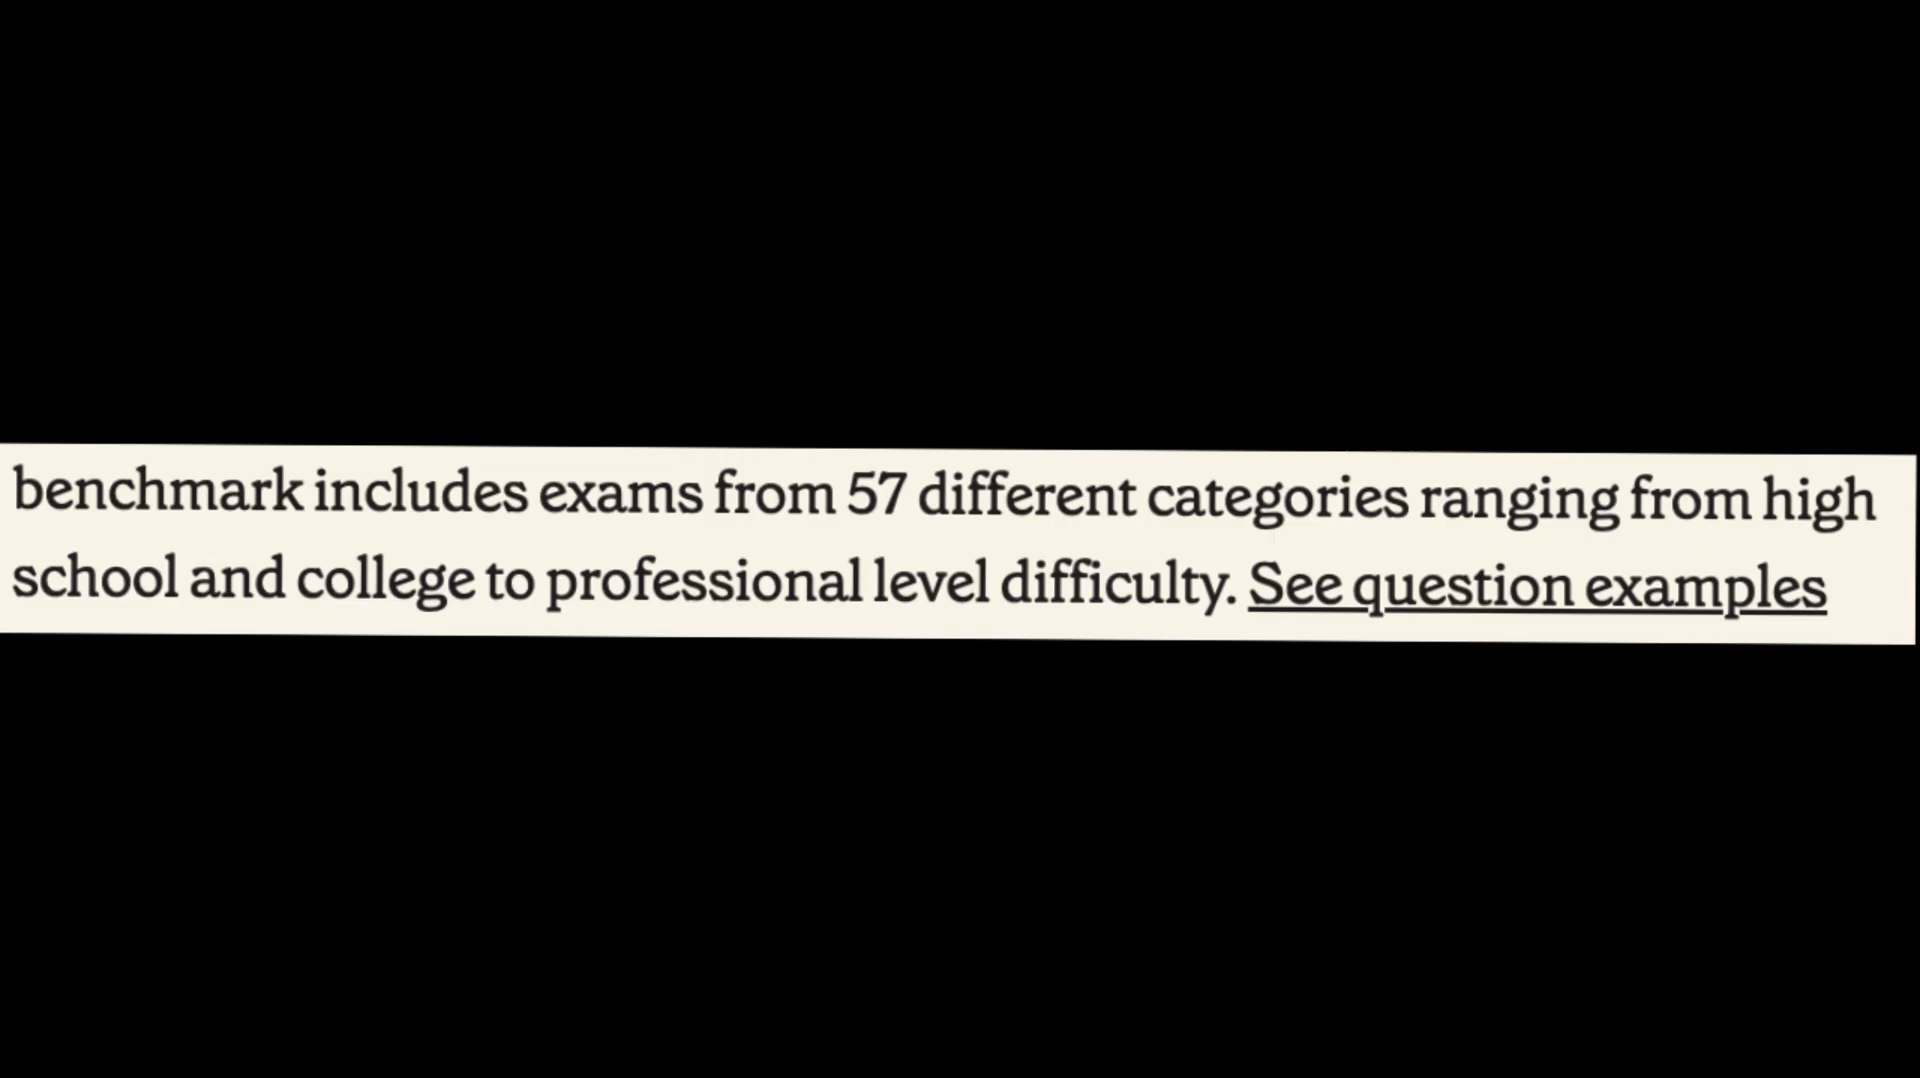 benchmark includes exams from 57 different categories ranging from high
school and college to professional level difficulty. See question examples